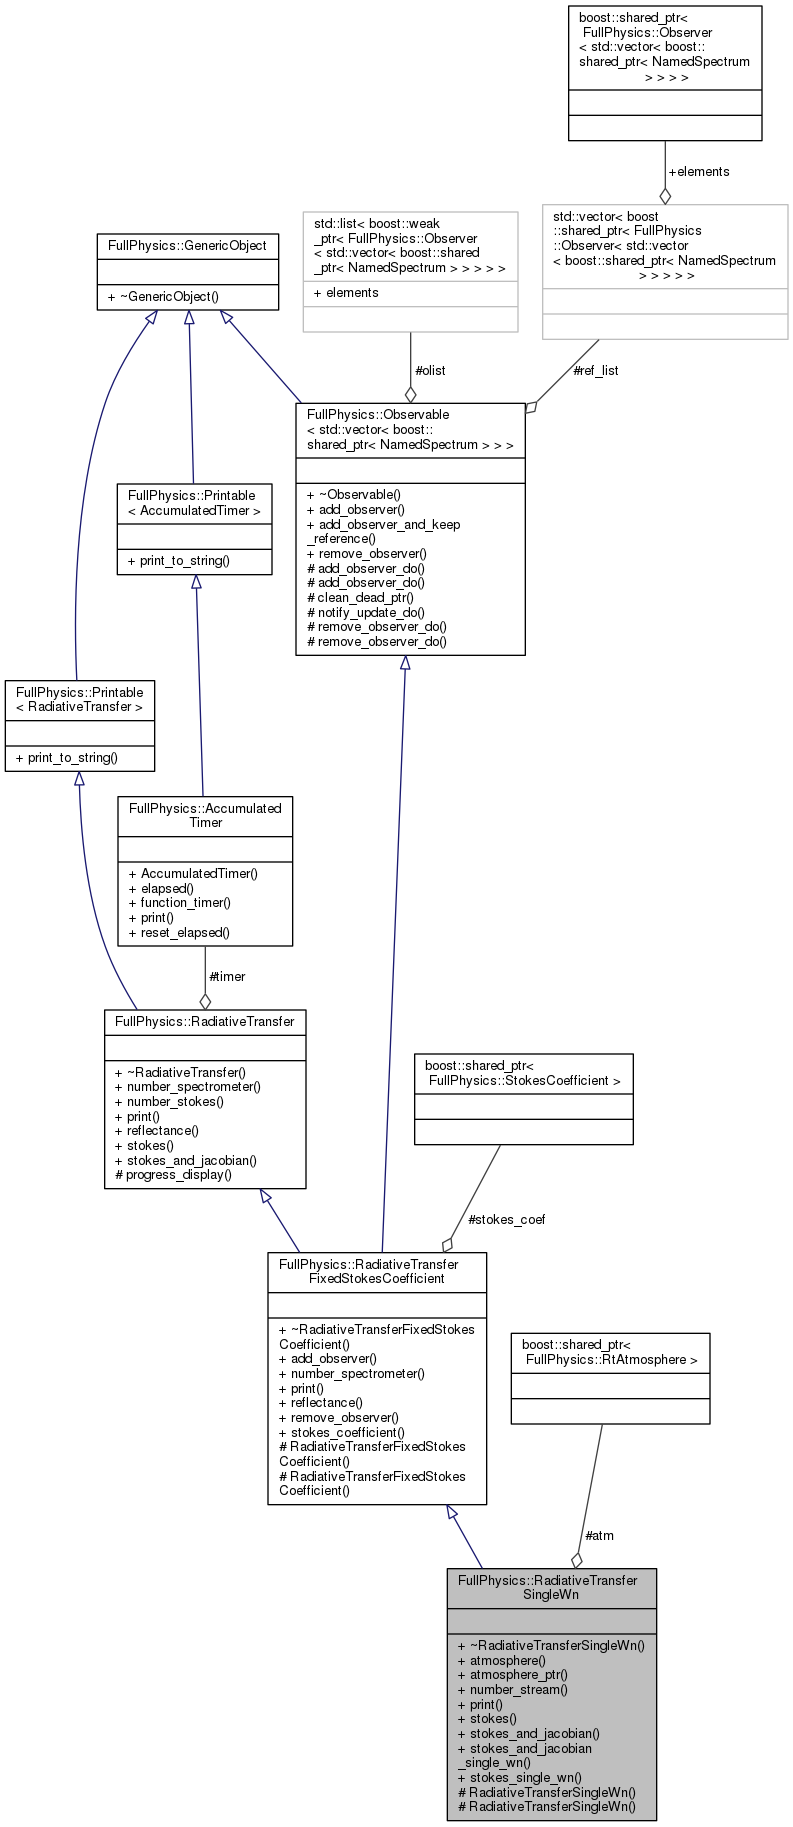 boost::shared_ptr<
FullPhysics::Observer
< std::vector< boost::
shared_ptr< NamedSpectrum
> > > >
+elements
std::vector< boost
::shared_ptr< FullPhysics
::Observer< std::vector
< boost::shared_ptr< NamedSpectrum
> > > > >
std::list< boost::weak
_ptr< FullPhysics::Observer
< std::vector< boost::shared
_ptr< NamedSpectrum > > > > >
+ elements
FullPhysics::GenericObject
+ ~GenericObject()
#olist
#ref_list
FullPhysics::Observable
< std::vector< boost::
shared_ptr< NamedSpectrum > > >
+ ~Observable()
+ add_observer()
+ add_observer_and_keep
_reference()
+ remove_observer()
# add_observer_do()
# add_observer_do()
# clean_dead_ptr()
# notify_update_do()
# remove_observer_do()
# remove_observer_do()
FullPhysics::Printable
< AccumulatedTimer >
+ print_to_string()
FullPhysics::Printable
< RadiativeTransfer >
+ print_to_string()
FullPhysics::Accumulated
Timer
+ AccumulatedTimer()
+ elapsed()
+ function_timer()
+ print()
+ reset_elapsed()
#timer
FullPhysics::RadiativeTransfer
+ ~RadiativeTransfer()
+ number_spectrometer()
+ number_stokes()
+ print()
+ reflectance()
+ stokes()
+ stokes_and_jacobian()
# progress_display()
boost::shared_ptr<
FullPhysics::StokesCoefficient >
#stokes_coef
FullPhysics::RadiativeTransfer
FixedStokesCoefficient
+ ~RadiativeTransferFixedStokes
Coefficient()
+ add_observer()
+ number_spectrometer()
+ print()
+ reflectance()
+ remove_observer()
+ stokes_coefficient()
# RadiativeTransferFixedStokes
Coefficient()
# RadiativeTransferFixedStokes
Coefficient()
boost::shared_ptr<
FullPhysics::RtAtmosphere >
#atm
FullPhysics::RadiativeTransfer
SingleWn
+ ~RadiativeTransferSingleWn()
+ atmosphere()
+ atmosphere_ptr()
+ number_stream()
+ print()
+ stokes()
+ stokes_and_jacobian()
+ stokes_and_jacobian
_single_wn()
+ stokes_single_wn()
# RadiativeTransferSingleWn()
# RadiativeTransferSingleWn()